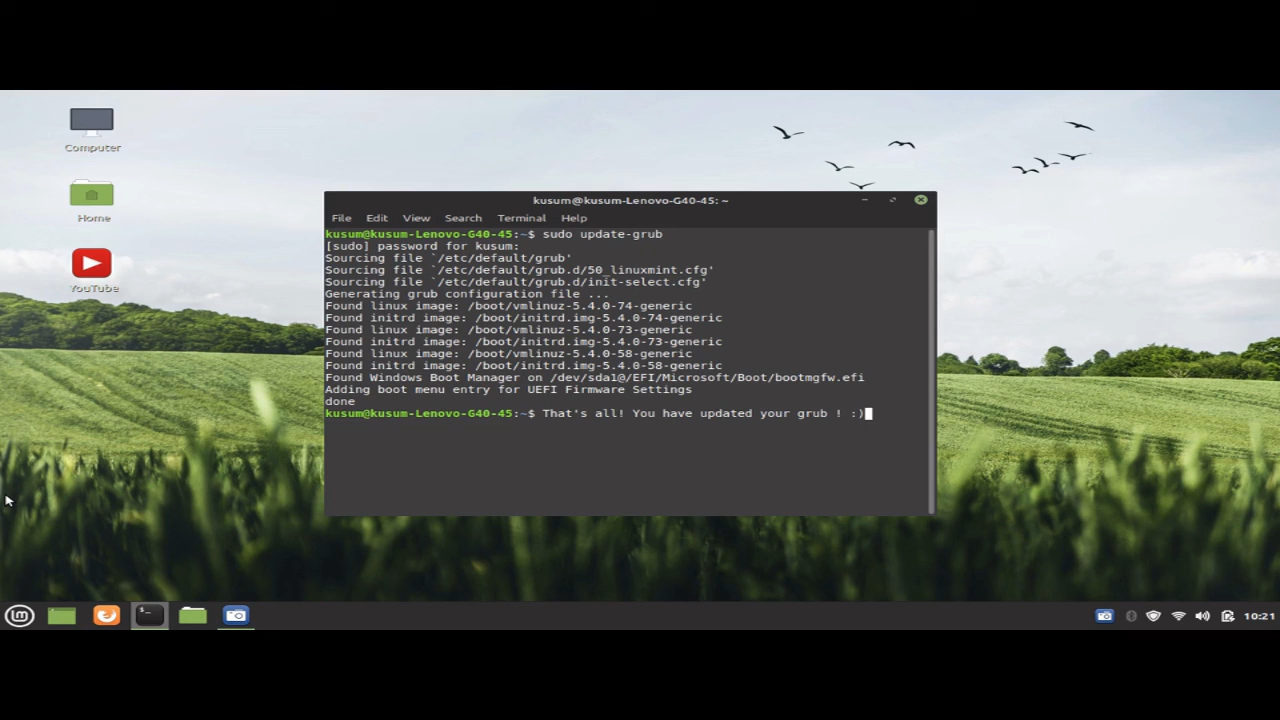 Computer
Home
YouTube
kusum@kusum-Lenovo-G40-45: ~
File Edit View Search Terminal Help
kusum@kusum-Lenovo-G40-45:~$ sudo update-grub
[sudo] password for kusum:
Sourcing file `/etc/default/grub'
Sourcing file `/etc/default/grub.d/50_linuxmint.cfg'
Sourcing file `/etc/default/grub.d/init-select.cfg'
Generating grub configuration file ...
Found linux image: /boot/vmlinuz-5.4.0-74-generic
Found initrd image: /boot/initrd.img-5.4.0-74-generic
Found linux image: /boot/vmlinuz-5.4.0-73-generic
Found initrd image: /boot/initrd.img-5.4.0-73-generic
Found linux image: /boot/vmlinuz-5.4.0-58-generic
Found initrd image: /boot/initrd.img-5.4.0-58-generic
Found Windows Boot Manager on /dev/sda1@/EFI/Microsoft/Boot/bootmgfw.efi
Adding boot menu entry for UEFI Firmware Settings
done
kusum@kusum-Lenovo-G40-45:~$ That's all! You have updated your grub ! :)
10:21